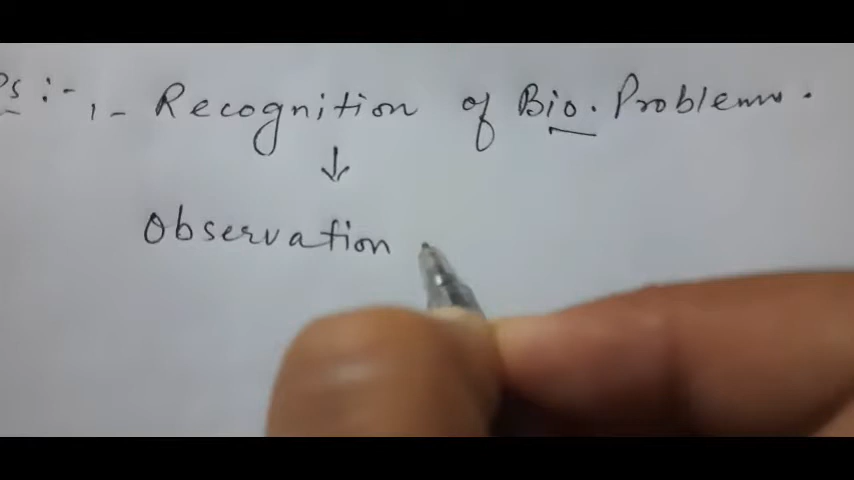 1- Recognition of Bio. Problems.
↓
Observation